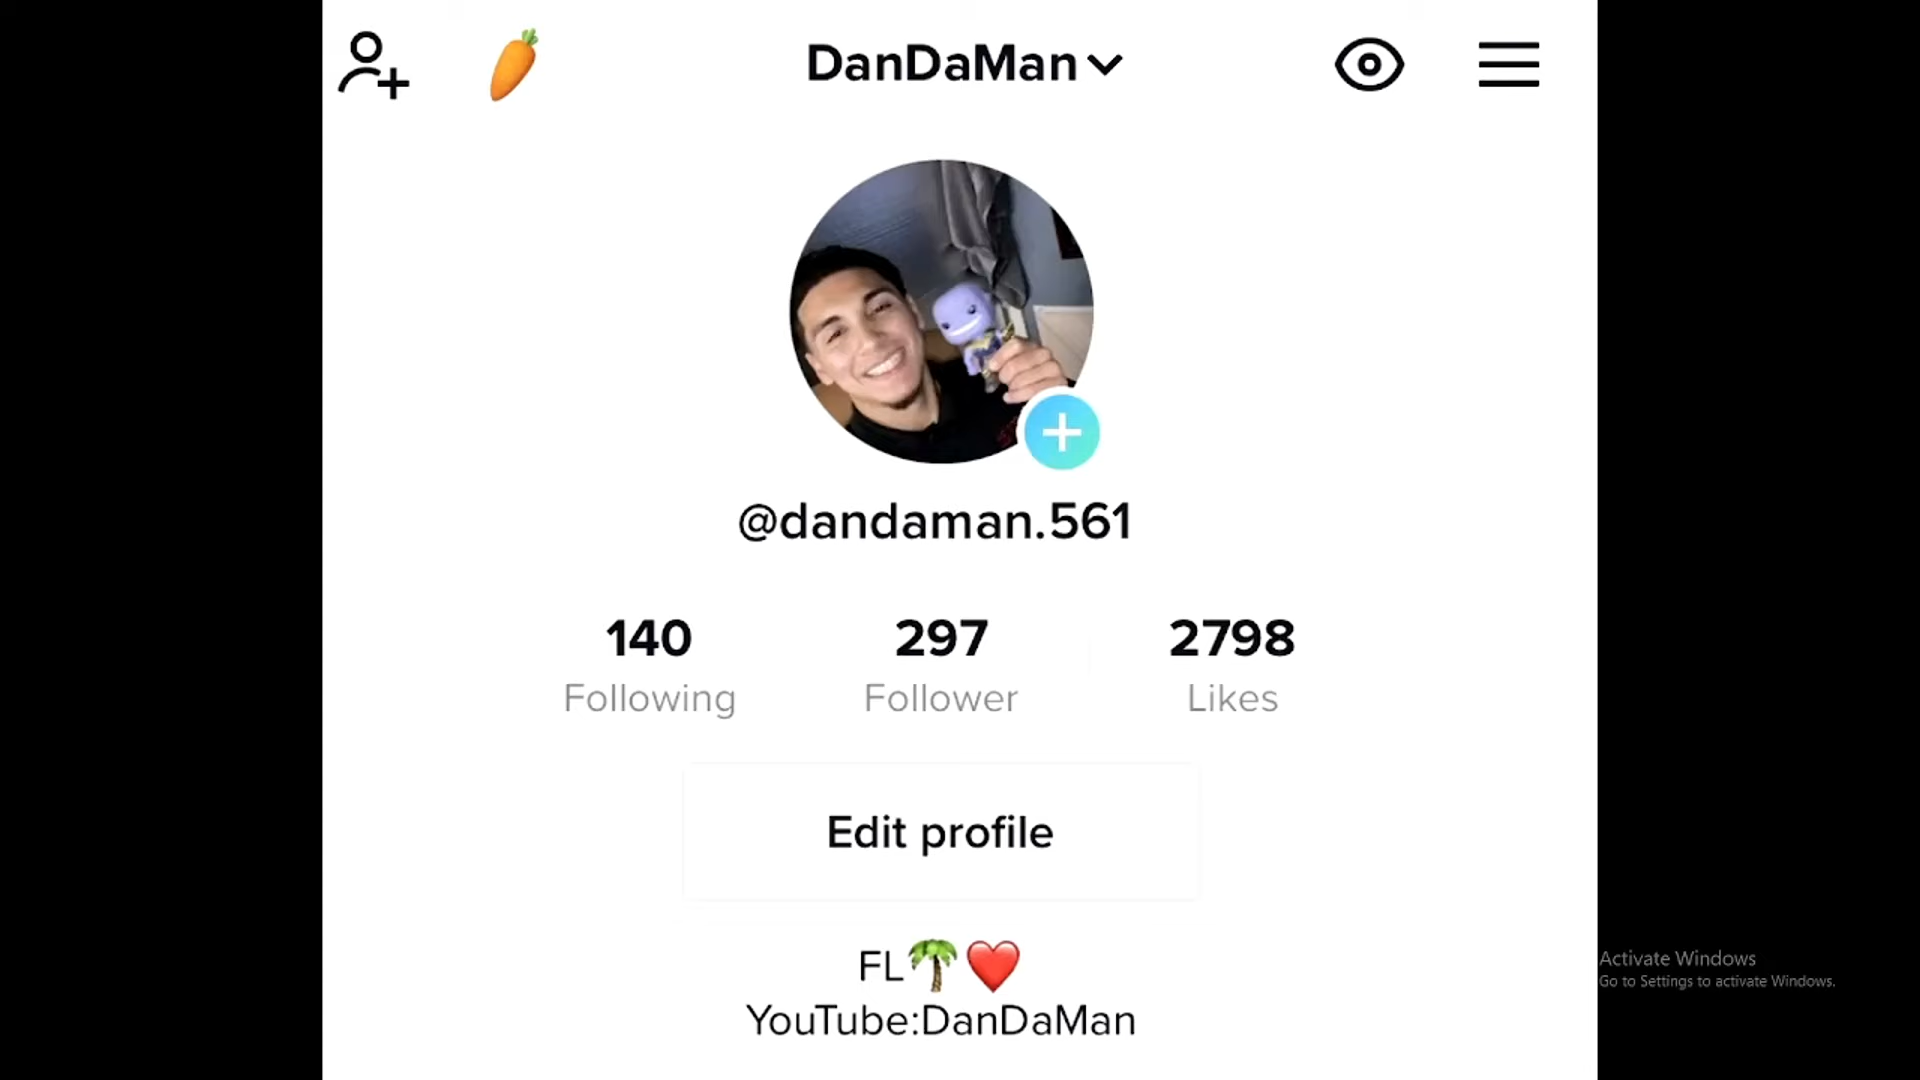 DanDaMan
@dandaman.561
140 297 2798
Following Follower Likes
Edit profile
FL🌴❤️
YouTube:DanDaMan
Activate Windows
Go to Settings to activate Windows.